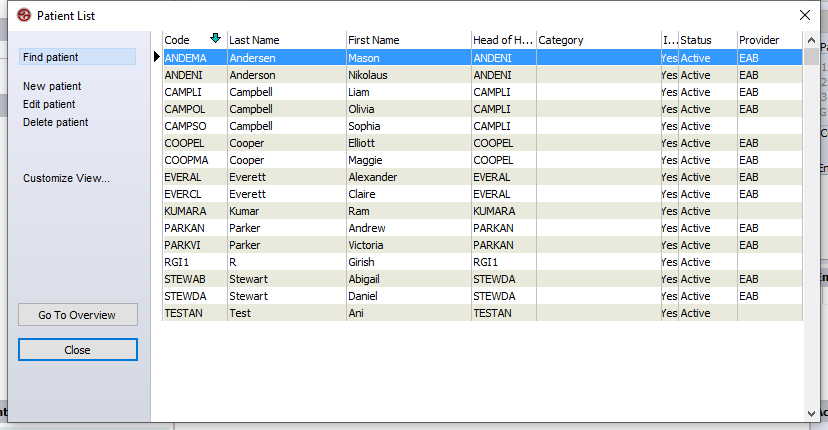 Patient List
Find patient
New patient
Edit patient
Delete patient
Customize View...
Go To Overview
Close
Code Last Name First Name Head of H... Category I... Status Provider
ANDEMA Andersen Mason ANDENI Yes Active EAB
ANDENI Anderson Nikolaus ANDENI Yes Active EAB
CAMPLI Campbell Liam CAMPLI Yes Active EAB
CAMPOL Campbell Olivia CAMPLI Yes Active EAB
CAMPSO Campbell Sophia CAMPLI Yes Active
COOPEL Cooper Elliott COOPEL Yes Active EAB
COOPMA Cooper Maggie COOPEL Yes Active EAB
EVERAL Everett Alexander EVERAL Yes Active EAB
EVERCL Everett Claire EVERAL Yes Active EAB
KUMARA Kumar Ram KUMARA Yes Active
PARKAN Parker Andrew PARKAN Yes Active EAB
PARKVI Parker Victoria PARKAN Yes Active EAB
RGI1 R Girish RGI1 Yes Active
STEWAB Stewart Abigail STEWDA Yes Active EAB
STEWDA Stewart Daniel STEWDA Yes Active EAB
TESTAN Test Ani TESTAN Yes Active